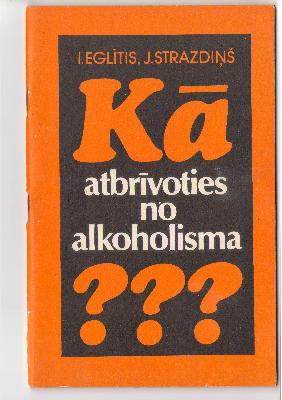 I. EGLĪTIS, J. STRAZDIŅŠ
Kā
atbrīvoties
no
alkoholisma
???